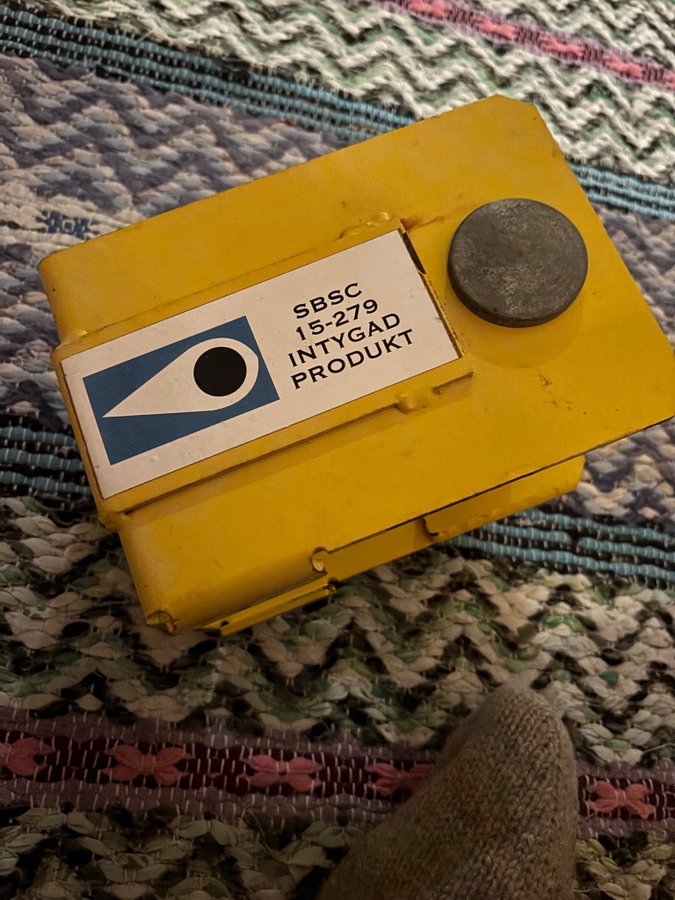 SBSC
15-279
INTYGAD
PRODUKT